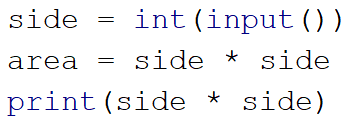 side = int(input())
area = side * side
print(side * side)